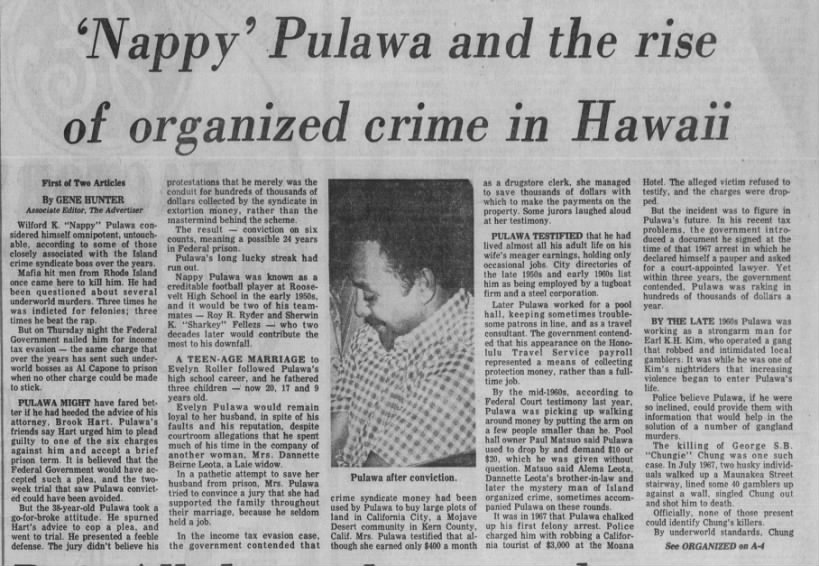 'Nappy' Pulawa and the rise
of organized crime in Hawaii
First of Two Articles
By GENE HUNTER
Associate Editor, The Advertiser
Wilford K. "Nappy" Pulawa con-
sidered himself omnipotent, untouch-
able, according to some of those
closely associated with the Island
crime syndicate boss over the years.
Mafia hit men from Rhode Island
once came here to kill him. He had
been questioned about several
underworld murders. Three times he
was indicted for felonies; three
times he beat the rap.
But on Thursday night the Federal
Government nailed him for income
tax evasion — the same charge that
over the years has sent such under-
world bosses as Al Capone to prison
when no other charge could be made
to stick.
PULAWA MIGHT have fared bet-
ter if he had heeded the advice of his
attorney, Brook Hart. Pulawa's
friends say Hart urged him to plead
guilty to one of the six charges
against him and accept a brief
prison term. It is believed that the
Federal Government would have ac-
cepted such a plea, and the two-
week trial that saw Pulawa convict-
ed could have been avoided.
But the 38-year-old Pulawa took a
go-for-broke attitude. He spurned
Hart's advice to cop a plea, and
went to trial. He presented a feeble
defense. The jury didn't believe his
protestations that he merely was the
conduit for hundreds of thousands of
dollars collected by the syndicate in
extortion money, rather than the
mastermind behind the scheme.
The result — conviction on six
counts, meaning a possible 24 years
in Federal prison.
Pulawa's long lucky streak had
run out.
Nappy Pulawa was known as a
creditable football player at Roose-
velt High School in the early 1950s,
and it would be two of his team-
mates — Roy R. Ryder and Sherwin
K. "Sharkey" Fellezs — who two
decades later would contribute the
most to his downfall.
A TEEN-AGE MARRIAGE to
Evelyn Roller followed Pulawa's
high school career, and he fathered
three children — now 20, 17 and 9
years old.
Evelyn Pulawa would remain
loyal to her husband, in spite of his
faults and his reputation, despite
courtroom allegations that he spent
much of his time in the company of
another woman, Mrs. Dannette
Beirne Leota, a Laie widow.
In a pathetic attempt to save her
husband from prison, Mrs. Pulawa
tried to convince a jury that she had
supported the family throughout
their marriage, because he seldom
held a job.
In the income tax evasion case,
the government contended that
Pulawa after conviction.
crime syndicate money had been
used by Pulawa to buy large plots of
land in California City, a Mojave
Desert community in Kern County,
Calif. Mrs. Pulawa testified that al-
though she earned only $400 a month
as a drugstore clerk, she managed
to save thousands of dollars with
which to make the payments on the
property. Some jurors laughed aloud
at her testimony.
PULAWA TESTIFIED that he had
lived almost all his adult life on his
wife's meager earnings, holding only
occasional jobs. City directories of
the late 1950s and early 1960s list
him as being employed by a tugboat
firm and a steel corporation.
Later Pulawa worked for a pool
hall, keeping sometimes trouble-
some patrons in line, and as a travel
consultant. The government contend-
ed that his appearance on the Hono-
lulu Travel Service payroll
represented a means of collecting
protection money, rather than a full-
time job.
By the mid-1960s, according to
Federal Court testimony last year,
Pulawa was picking up walking
around money by putting the arm on
a few people smaller than he. Pool
hall owner Paul Matsuo said Pulawa
used to drop by and demand $10 or
$20, which he was given without
question. Matsuo said Alema Leota,
Dannette Leota's brother-in-law and
later the mystery man of Island
organized crime, sometimes accom-
panied Pulawa on these rounds.
It was in 1967 that Pulawa chalked
up his first felony arrest. Police
charged him with robbing a Califor-
nia tourist of $3,000 at the Moana
Hotel. The alleged victim refused to
testify, and the charges were drop-
ped.
But the incident was to figure in
Pulawa's future. In his recent tax
problems, the government intro-
duced a document he signed at the
time of that 1967 arrest in which he
declared himself a pauper and asked
for a court-appointed lawyer. Yet
within three years, the government
contended, Pulawa was raking in
hundreds of thousands of dollars a
year.
BY THE LATE 1960s Pulawa was
working as a strongarm man for
Earl K.H. Kim, who operated a gang
that robbed and intimidated local
gamblers. It was while he was one of
Kim's nightriders that increasing
violence began to enter Pulawa's
life.
Police believe Pulawa, if he were
so inclined, could provide them with
information that would help in the
solution of a number of gangland
murders.
The killing of George S.B.
"Chungie" Chung was one such
case. In July 1967, two husky individ-
uals walked up a Maunakea Street
stairway, lined some 40 gamblers up
against a wall, singled Chung out
and shot him to death.
Officially, none of those present
could identify Chung's killers.
By underworld standards, Chung
See ORGANIZED on A-4